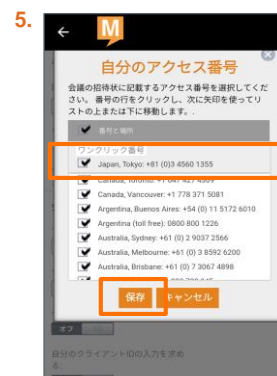 5.
M
自分のアクセス番号
会議の招待状に記載するアクセス番号を選択してくだ
さい。 番号の行をクリックし、次に矢印を使ってリ
ストの上または下に移動します。.
番号と場所
ワンクリック番号
Japan, Tokyo: +81 (0)3 4560 1355
Canada, Toronto: +1 647 427 4309
Canada, Vancouver: +1 778 371 5081
Argentina, Buenos Aires: +54 (0) 11 5172 6010
Argentina (toll free): 0800 800 1226
Australia, Sydney: +61 (0) 2 9037 2566
Australia, Melbourne: +61 (0) 3 8592 6200
Australia, Brisbane: +61 (0) 7 3067 4898
保存 キャンセル
オフ
自分のクライアントIDの入力を求め
る: